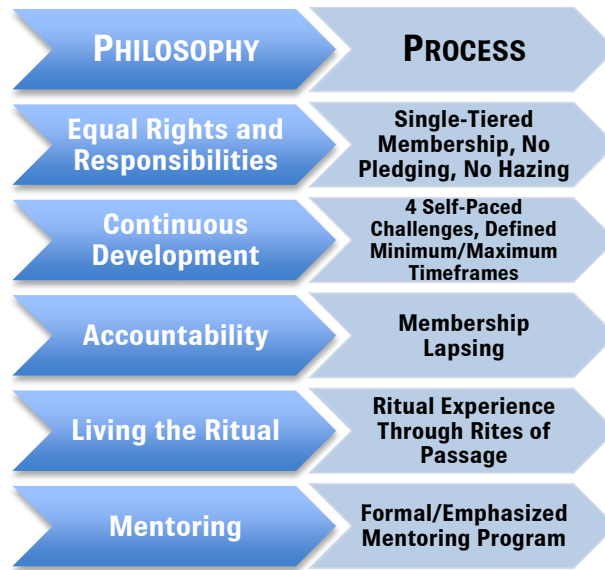 PHILOSOPHY
PROCESS
Equal Rights and
Responsibilities
Single-Tiered
Membership, No
Pledging, No Hazing
Continuous
Development
4 Self-Paced
Challenges, Defined
Minimum/Maximum
Timeframes
Accountability
Membership
Lapsing
Living the Ritual
Ritual Experience
Through Rites of
Passage
Mentoring
Formal/Emphasized
Mentoring Program